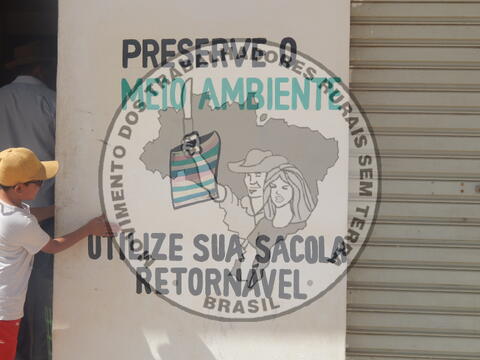 PRESERVE O
MEIO AMBIENTE
UTILIZE SUA SACOLA
RETORNÁVEL
MOVIMENTO DOS TRABALHADORES RURAIS SEM TERRA
BRASIL